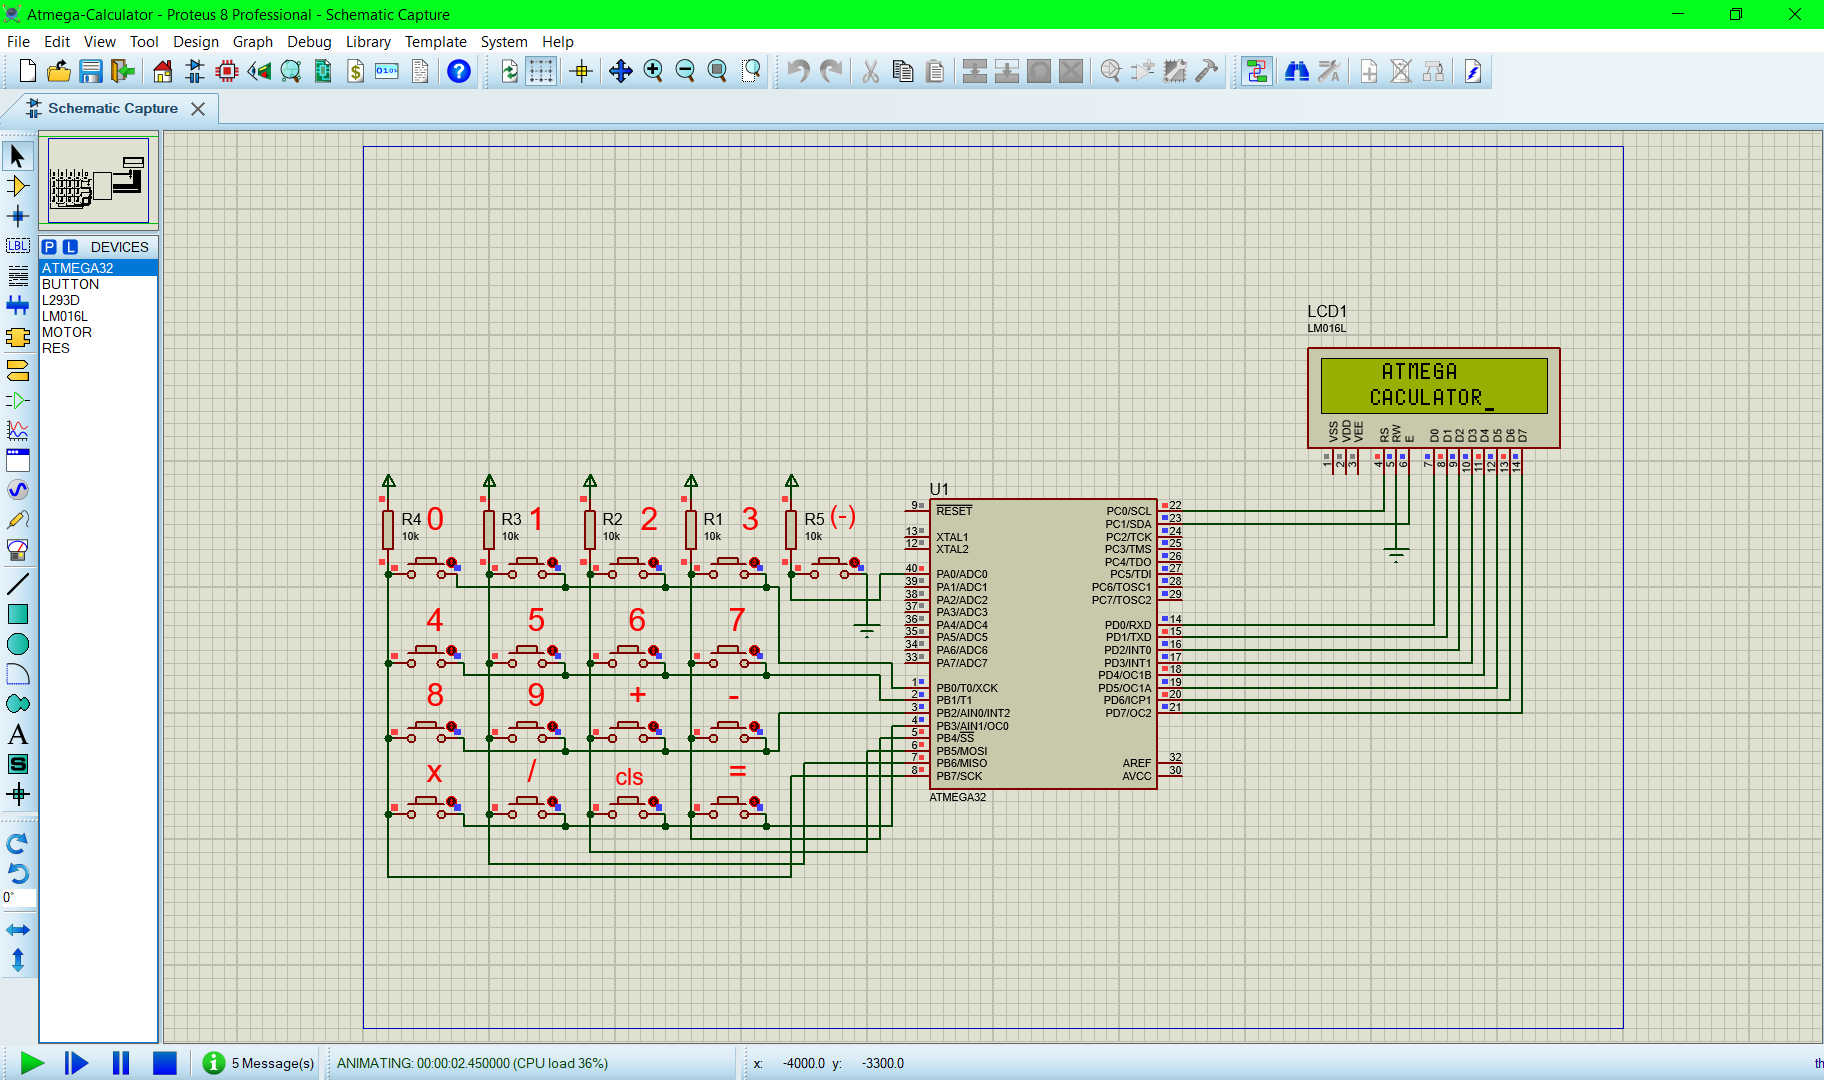 Atmega-Calculator - Proteus 8 Professional - Schematic Capture
File Edit View Tool Design Graph Debug Library Template System Help
Schematic Capture
P L DEVICES
ATMEGA32
BUTTON
L293D
LM016L
MOTOR
RES
LBL
A
S
0°
LCD1
LM016L
ATMEGA
CACULATOR_
VSS VDD VEE RS RW E D0 D1 D2 D3 D4 D5 D6 D7
1 2 3 4 5 6 7 8 9 10 11 12 13 14
R4 0 R3 1 R2 2 R1 3 R5 (-)
10k 10k 10k 10k 10k
4 5 6 7
8 9 + -
x / cls =
U1
9 RESET PC0/SCL 22
PC1/SDA 23
13 XTAL1 PC2/TCK 24
12 XTAL2 PC3/TMS 25
PC4/TDO 26
40 PA0/ADC0 PC5/TDI 27
39 PA1/ADC1 PC6/TOSC1 28
38 PA2/ADC2 PC7/TOSC2 29
37 PA3/ADC3
36 PA4/ADC4 PD0/RXD 14
35 PA5/ADC5 PD1/TXD 15
34 PA6/ADC6 PD2/INT0 16
33 PA7/ADC7 PD3/INT1 17
PD4/OC1B 18
1 PB0/T0/XCK PD5/OC1A 19
2 PB1/T1 PD6/ICP1 20
3 PB2/AIN0/INT2 PD7/OC2 21
4 PB3/AIN1/OC0
5 PB4/SS
6 PB5/MOSI
7 PB6/MISO AREF 32
8 PB7/SCK AVCC 30
ATMEGA32
5 Message(s) ANIMATING: 00:00:02.450000 (CPU load 36%) x: -4000.0 y: -3300.0 th